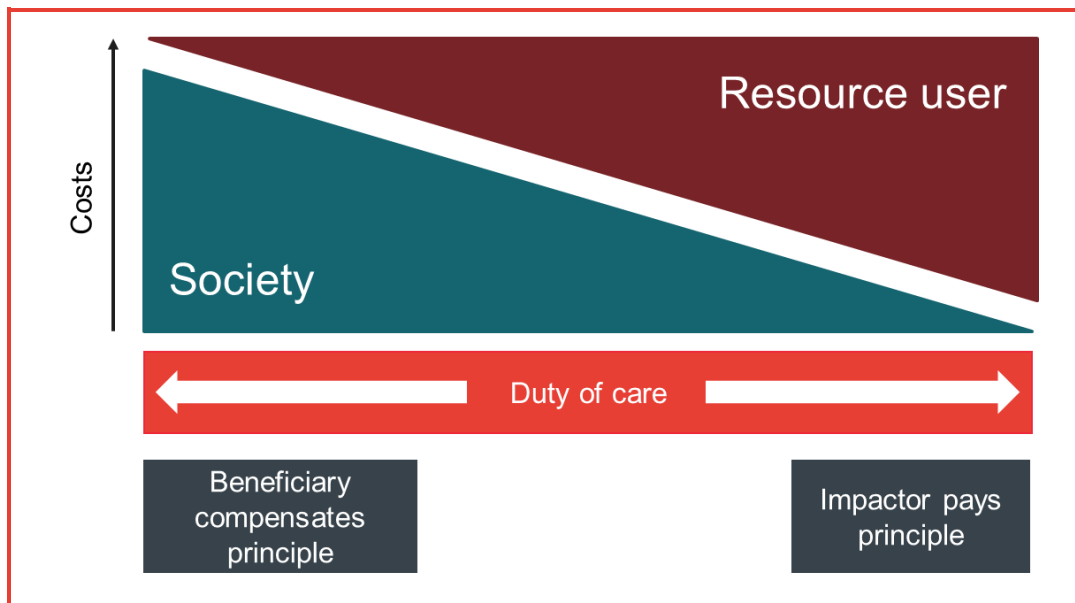 Resource user
Costs
Society
Duty of care
Beneficiary
compensates
principle
Impactor pays
principle